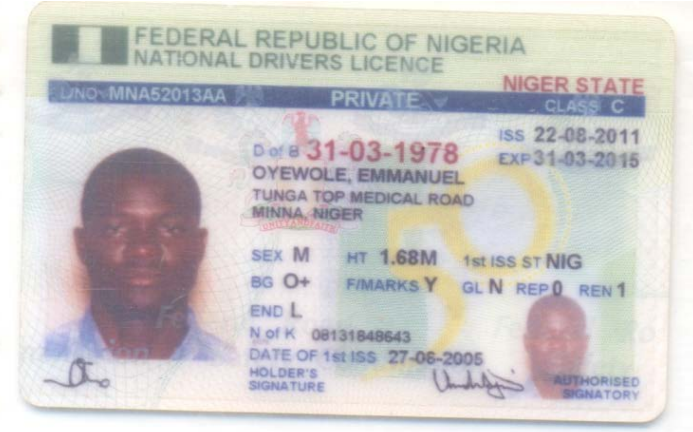 FEDERAL REPUBLIC OF NIGERIA
NATIONAL DRIVERS LICENCE
NIGER STATE
L/NO MNA52013AA PRIVATE CLASS C
ISS 22-08-2011
D of B 31-03-1978 EXP 31-03-2015
OYEWOLE, EMMANUEL
TUNGA TOP MEDICAL ROAD
MINNA, NIGER
SEX M HT 1.68M 1st ISS ST NIG
BG O+ F/MARKS Y GL N REP 0 REN 1
END L
N of K 08131848643
DATE OF 1st ISS 27-06-2005
HOLDER'S
SIGNATURE
AUTHORISED
SIGNATORY